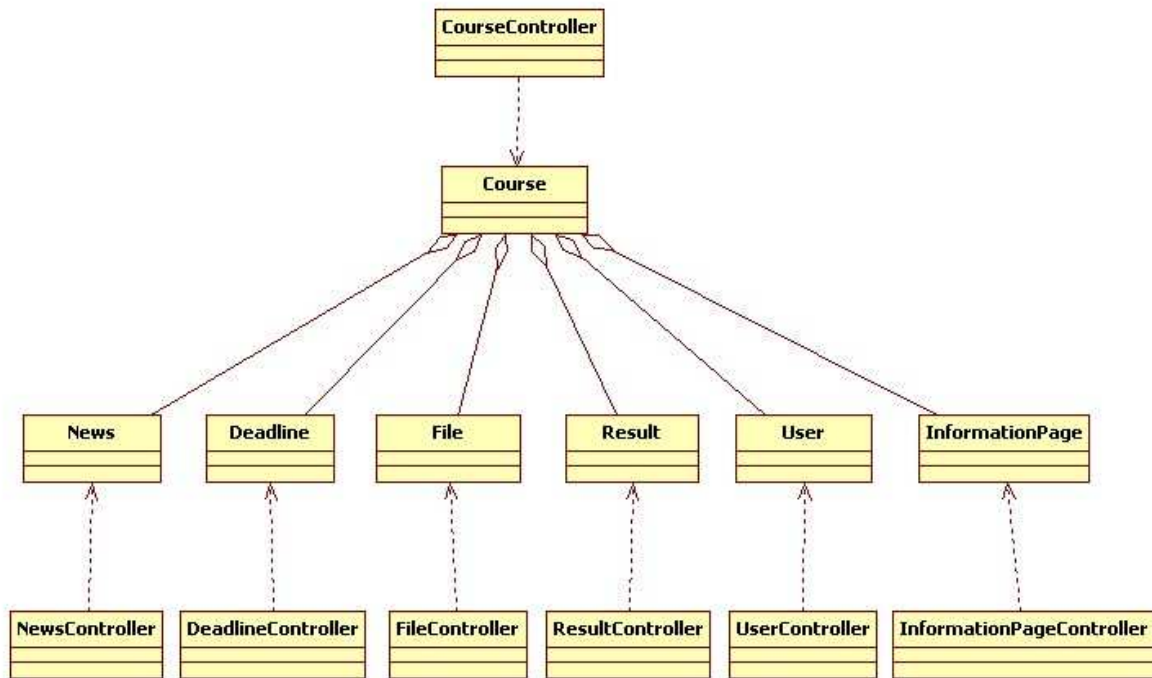 CourseController
Course
News
Deadline
File
Result
User
InformationPage
NewsController
DeadlineController
FileController
ResultController
UserController
InformationPageController